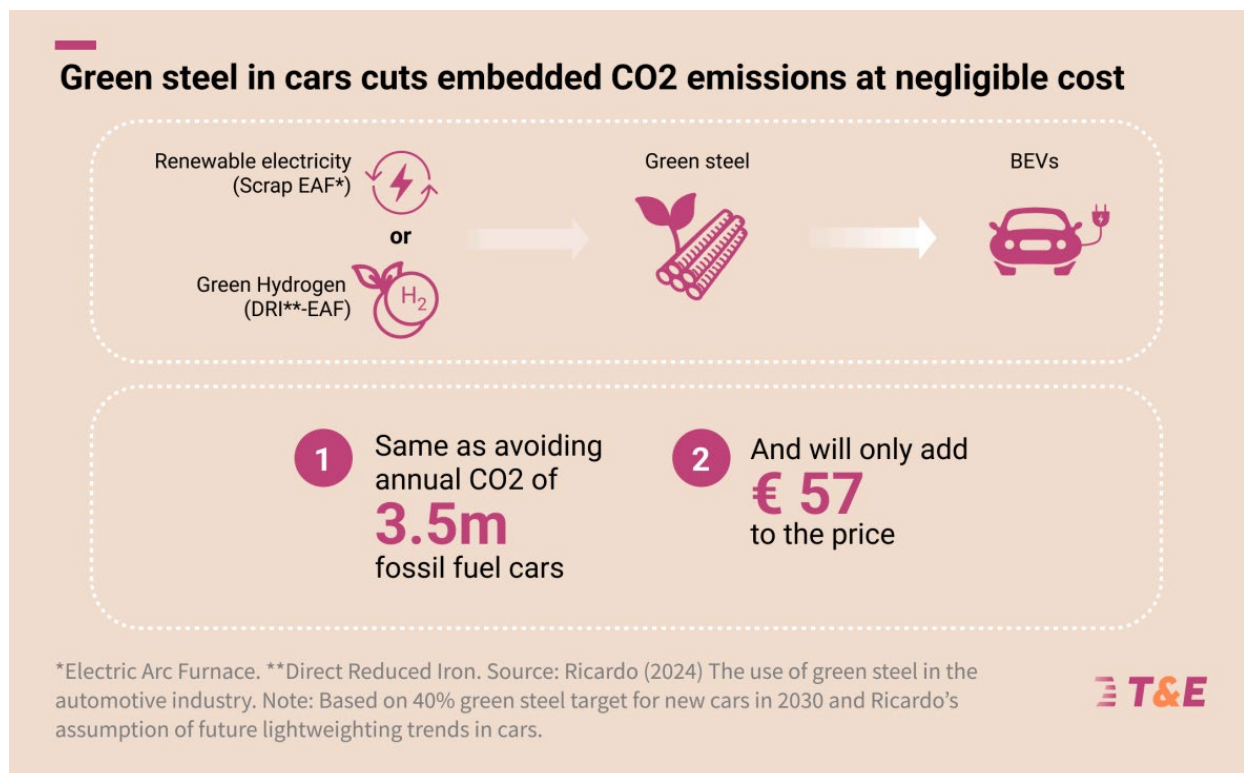 Green steel in cars cuts embedded CO2 emissions at negligible cost
Renewable electricity
(Scrap EAF*)
or
Green Hydrogen
(DRI**-EAF)
H2
Green steel
BEVs
1
Same as avoiding
annual CO2 of
3.5m
fossil fuel cars
2
And will only add
€ 57
to the price
*Electric Arc Furnace. **Direct Reduced Iron. Source: Ricardo (2024) The use of green steel in the
automotive industry. Note: Based on 40% green steel target for new cars in 2030 and Ricardo’s
assumption of future lightweighting trends in cars.
T&E